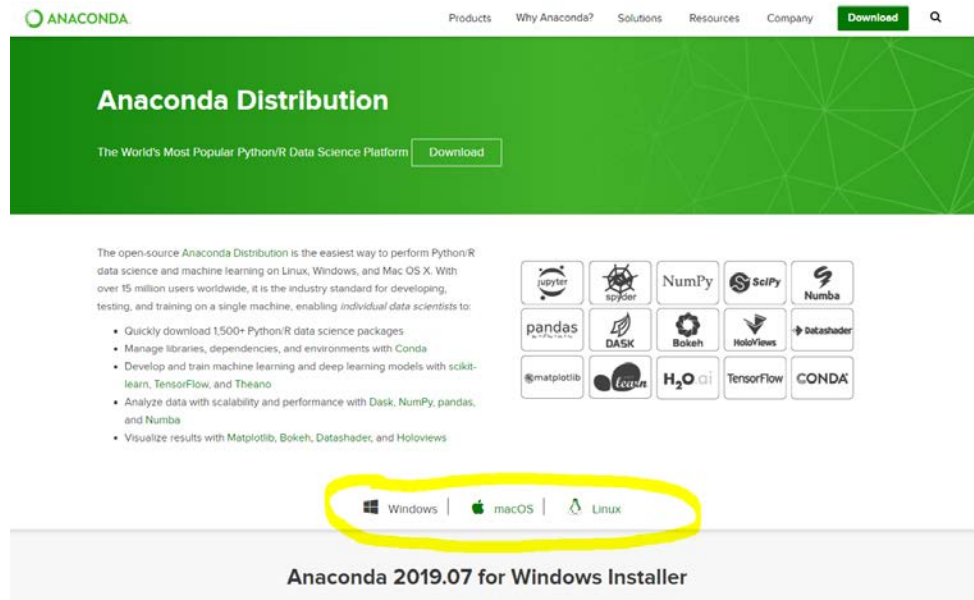 ANACONDA
Products Why Anaconda? Solutions Resources Company Download
Anaconda Distribution
The World's Most Popular Python/R Data Science Platform Download
The open-source Anaconda Distribution is the easiest way to perform Python/R
data science and machine learning on Linux, Windows, and Mac OS X. With
over 15 million users worldwide, it is the industry standard for developing,
testing, and training on a single machine, enabling individual data scientists to:
• Quickly download 1,500+ Python/R data science packages
• Manage libraries, dependencies, and environments with Conda
• Develop and train machine learning and deep learning models with scikit-
learn, TensorFlow, and Theano
• Analyze data with scalability and performance with Dask, NumPy, pandas,
and Numba
• Visualize results with Matplotlib, Bokeh, Datashader, and Holoviews
jupyter spyder NumPy SciPy Numba
pandas DASK Bokeh HoloViews Datashader
matplotlib learn H2O.ai TensorFlow CONDA
Windows | macOS | Linux
Anaconda 2019.07 for Windows Installer